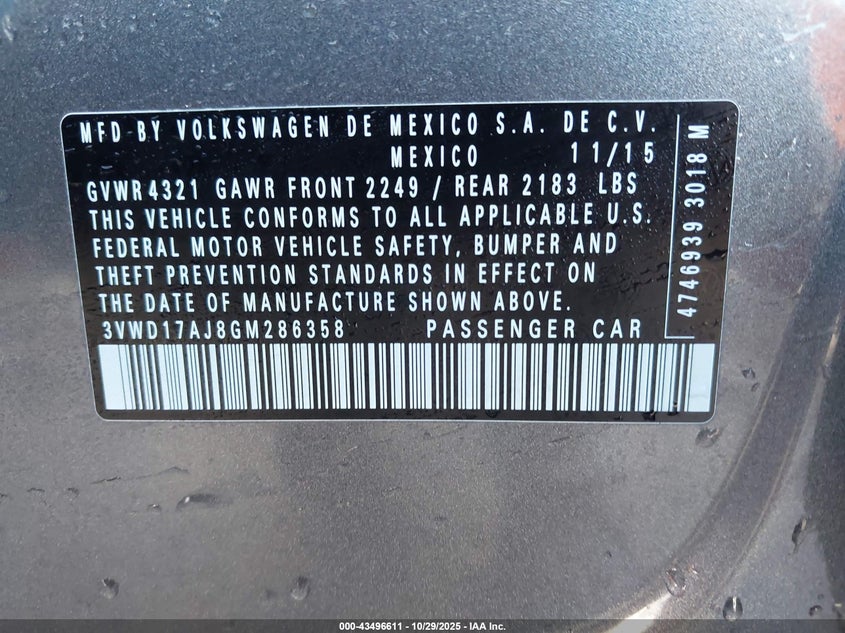 MFD BY VOLKSWAGEN DE MEXICO S.A. DE C.V.
MEXICO 11/15
GVWR 4321 GAWR FRONT 2249 / REAR 2183 LBS
THIS VEHICLE CONFORMS TO ALL APPLICABLE U.S.
FEDERAL MOTOR VEHICLE SAFETY, BUMPER AND
THEFT PREVENTION STANDARDS IN EFFECT ON
THE DATE OF MANUFACTURE SHOWN ABOVE.
3VWD17AJ8GM286358 PASSENGER CAR
4746939 3018 M
000-43496611 | 10/29/2025 | IAA Inc.